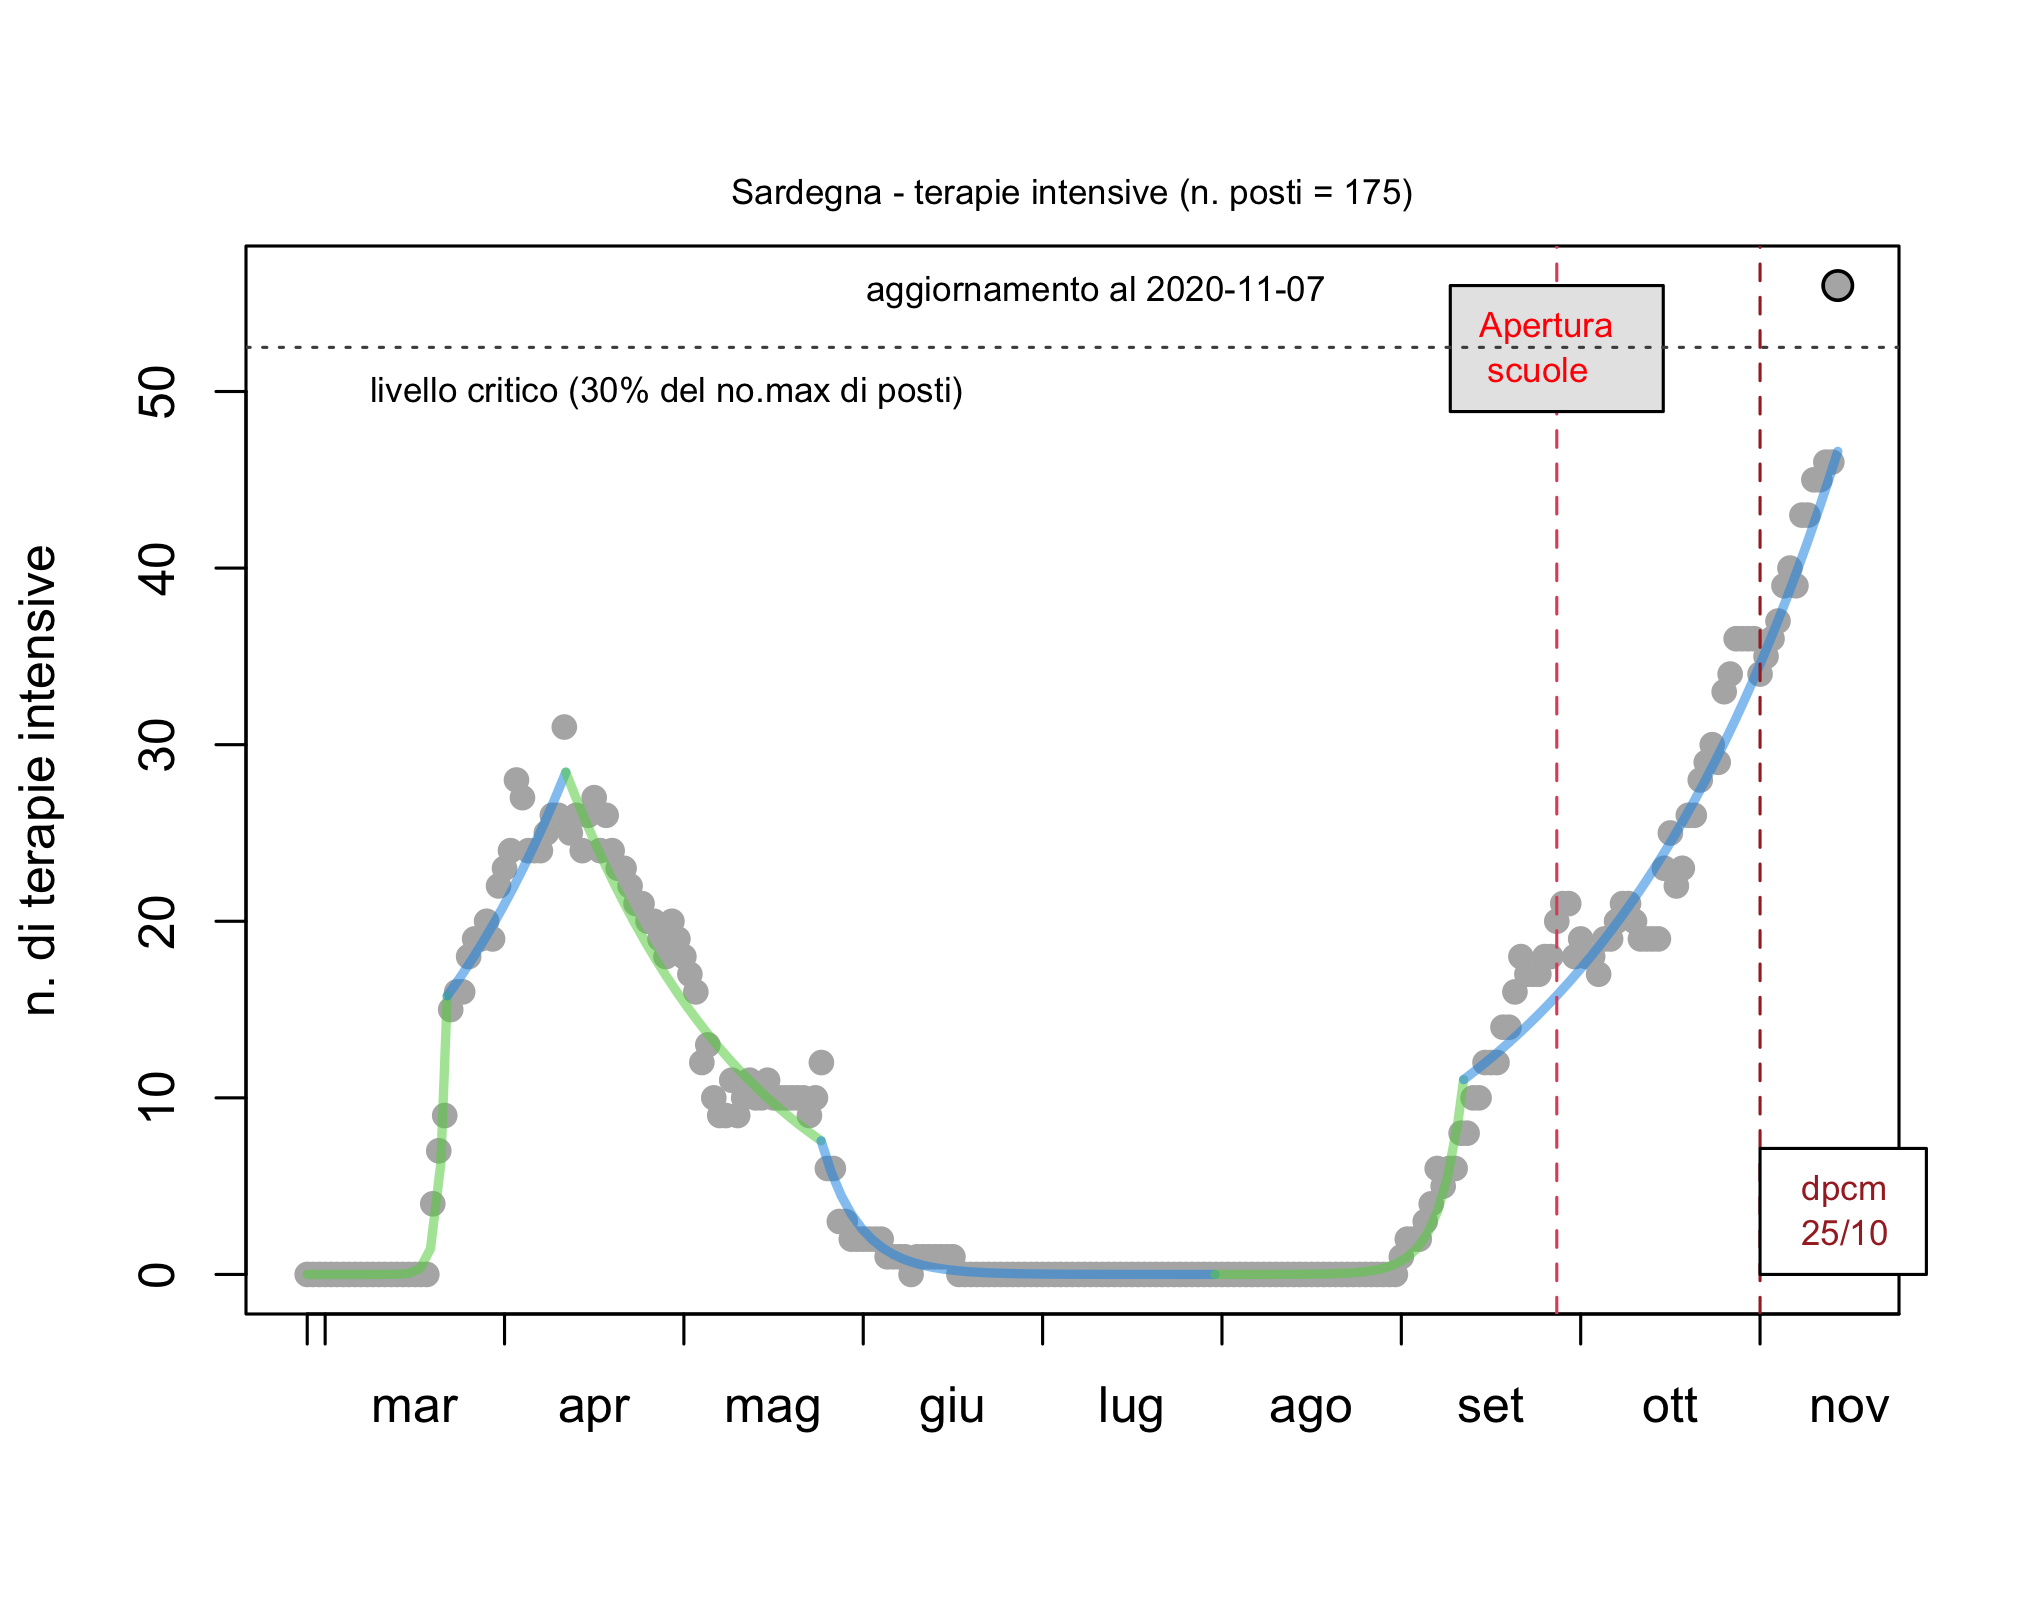 Sardegna - terapie intensive (n. posti = 175)
aggiornamento al 2020-11-07
Apertura
scuole
livello critico (30% del no.max di posti)
n. di terapie intensive
50
40
30
20
10
0
dpcm
25/10
mar apr mag giu lug ago set ott nov